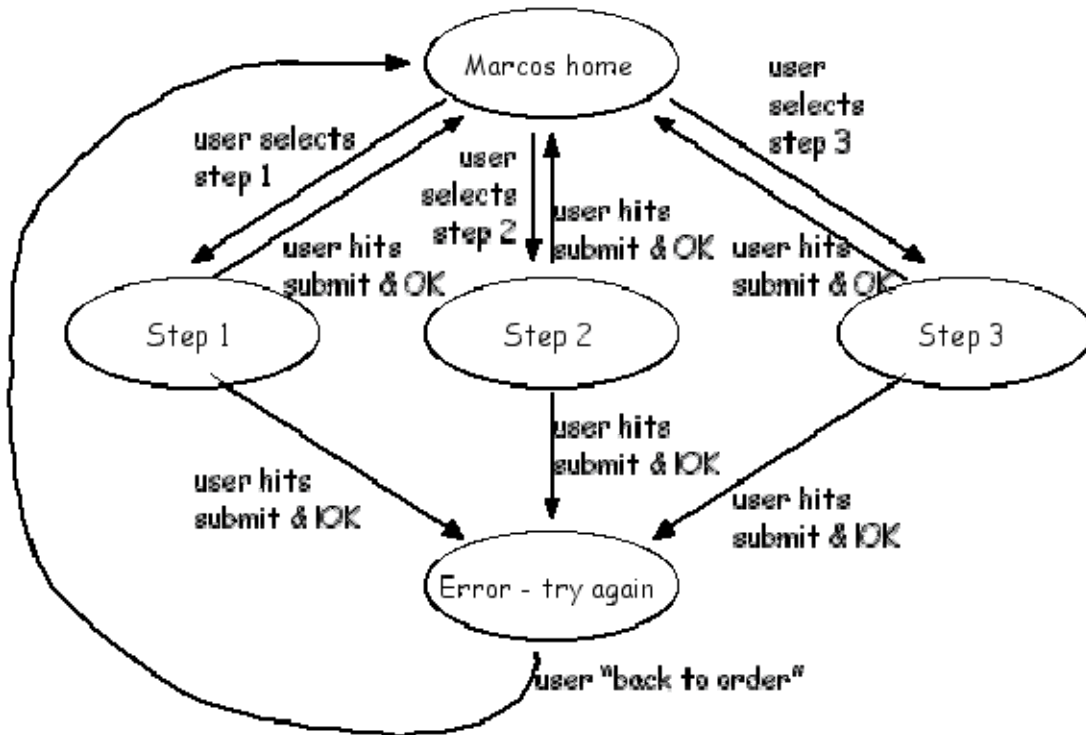 Marcos home
user
selects
step 3
user selects
step 1
user
selects
step 2
user hits
submit & OK
user hits
submit & OK
user hits
submit & OK
Step 1
Step 2
Step 3
user hits
submit & !OK
user hits
submit & !OK
user hits
submit & !OK
Error - try again
user "back to order"